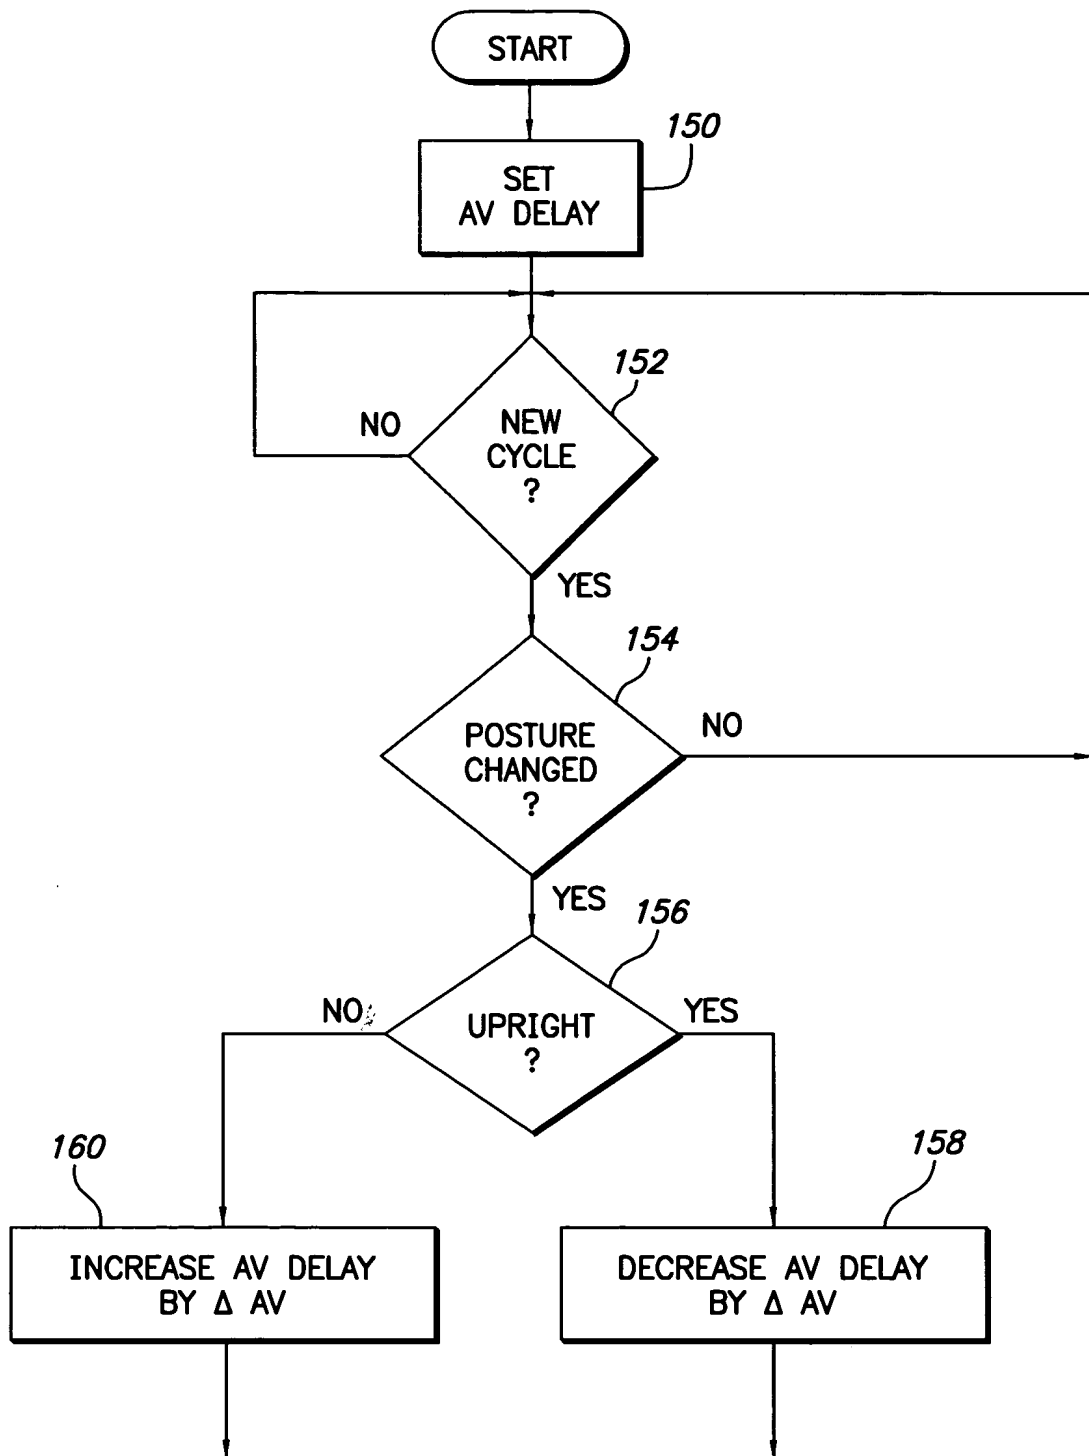 START
150
SET
AV DELAY
152
NO
NEW
CYCLE
?
YES
154
POSTURE
CHANGED
?
NO
YES
156
NO
UPRIGHT
?
YES
160
158
INCREASE AV DELAY
BY Δ AV
DECREASE AV DELAY
BY Δ AV